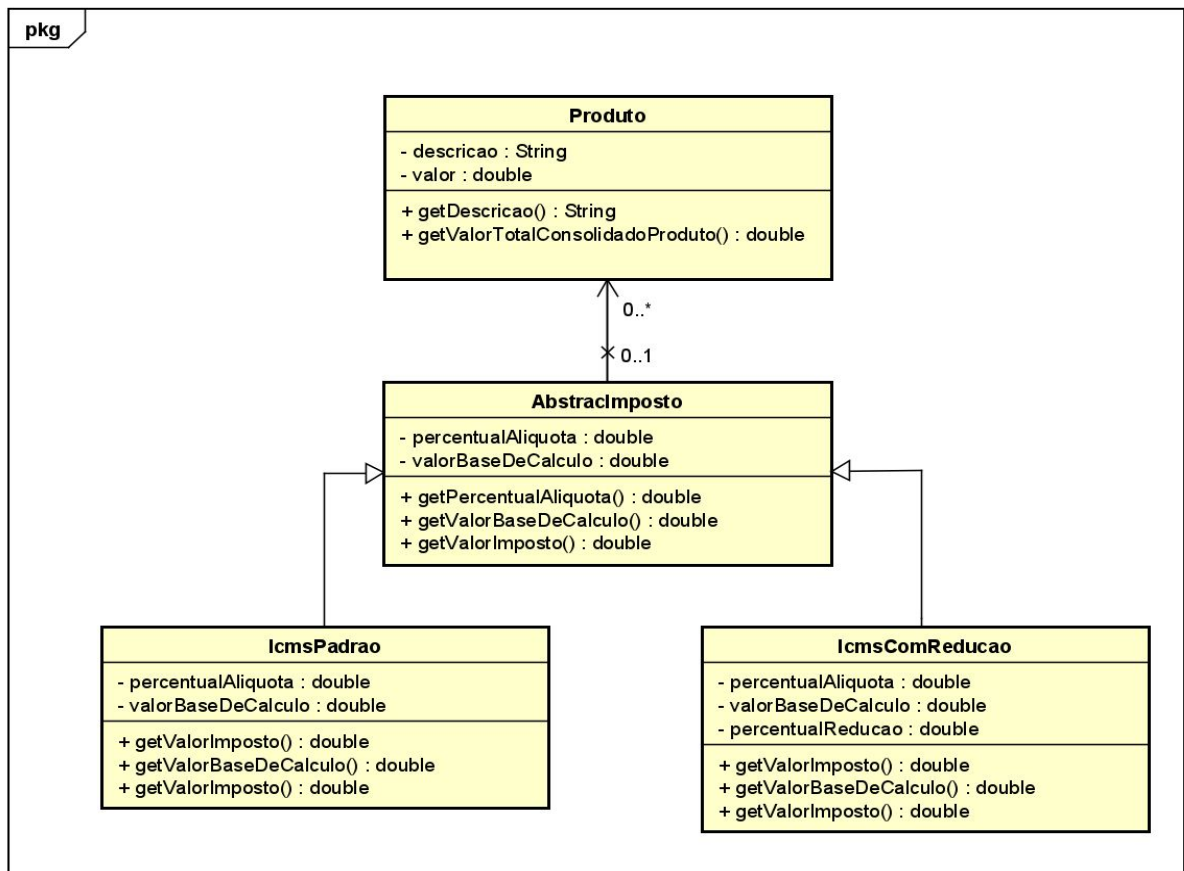 pkg
Produto
- descricao : String
- valor : double
+ getDescricao() : String
+ getValorTotalConsolidadoProduto() : double
0..*
0..1
AbstracImposto
- percentualAliquota : double
- valorBaseDeCalculo : double
+ getPercentualAliquota() : double
+ getValorBaseDeCalculo() : double
+ getValorImposto() : double
IcmsPadrao
- percentualAliquota : double
- valorBaseDeCalculo : double
+ getValorImposto() : double
+ getValorBaseDeCalculo() : double
+ getValorImposto() : double
IcmsComReducao
- percentualAliquota : double
- valorBaseDeCalculo : double
- percentualReducao : double
+ getValorImposto() : double
+ getValorBaseDeCalculo() : double
+ getValorImposto() : double